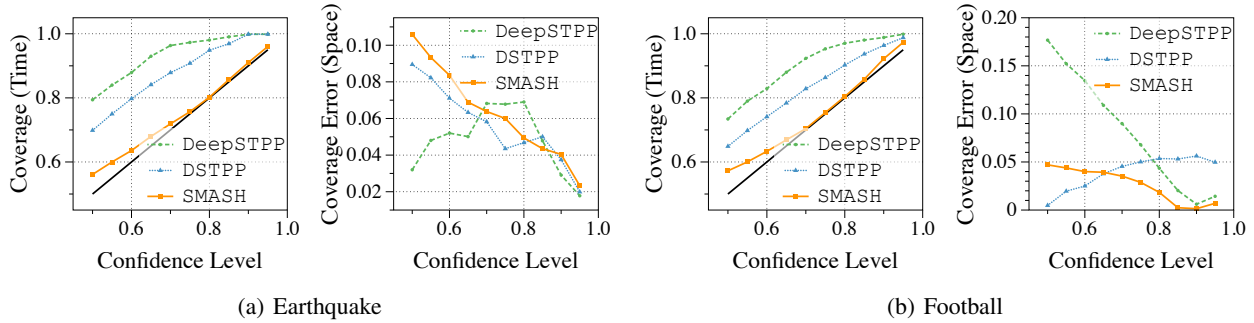 Coverage (Time)
1.0
0.8
0.6
DeepSTPP
DSTPP
SMASH
0.6
0.8
1.0
Confidence Level
Coverage Error (Space)
0.10
0.08
0.06
0.04
0.02
DeepSTPP
DSTPP
SMASH
0.6
0.8
1.0
Confidence Level
(a) Earthquake
Coverage (Time)
1.0
0.8
0.6
DeepSTPP
DSTPP
SMASH
0.6
0.8
1.0
Confidence Level
Coverage Error (Space)
0.20
0.15
0.10
0.05
0
DeepSTPP
DSTPP
SMASH
0.6
0.8
1.0
Confidence Level
(b) Football